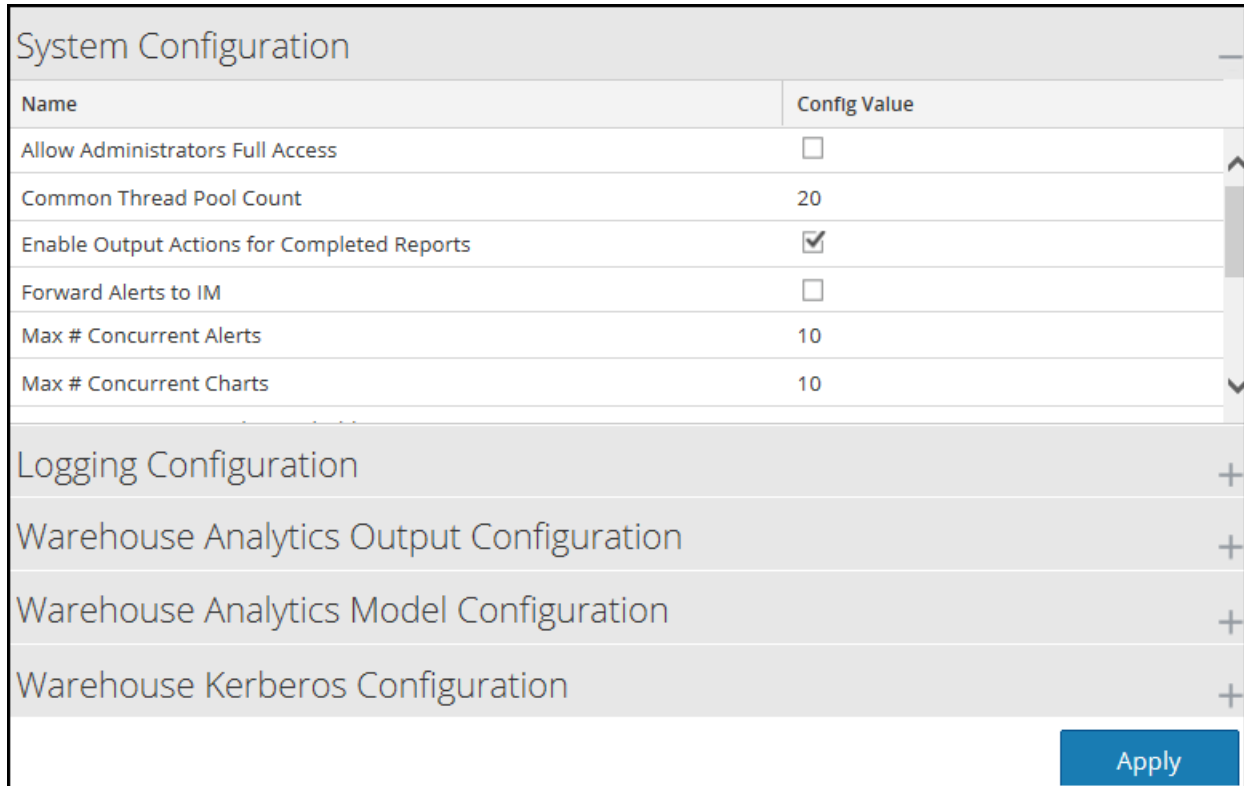 System Configuration
Name Config Value
Allow Administrators Full Access
Common Thread Pool Count 20
Enable Output Actions for Completed Reports
Forward Alerts to IM
Max # Concurrent Alerts 10
Max # Concurrent Charts 10
Logging Configuration
Warehouse Analytics Output Configuration
Warehouse Analytics Model Configuration
Warehouse Kerberos Configuration
Apply